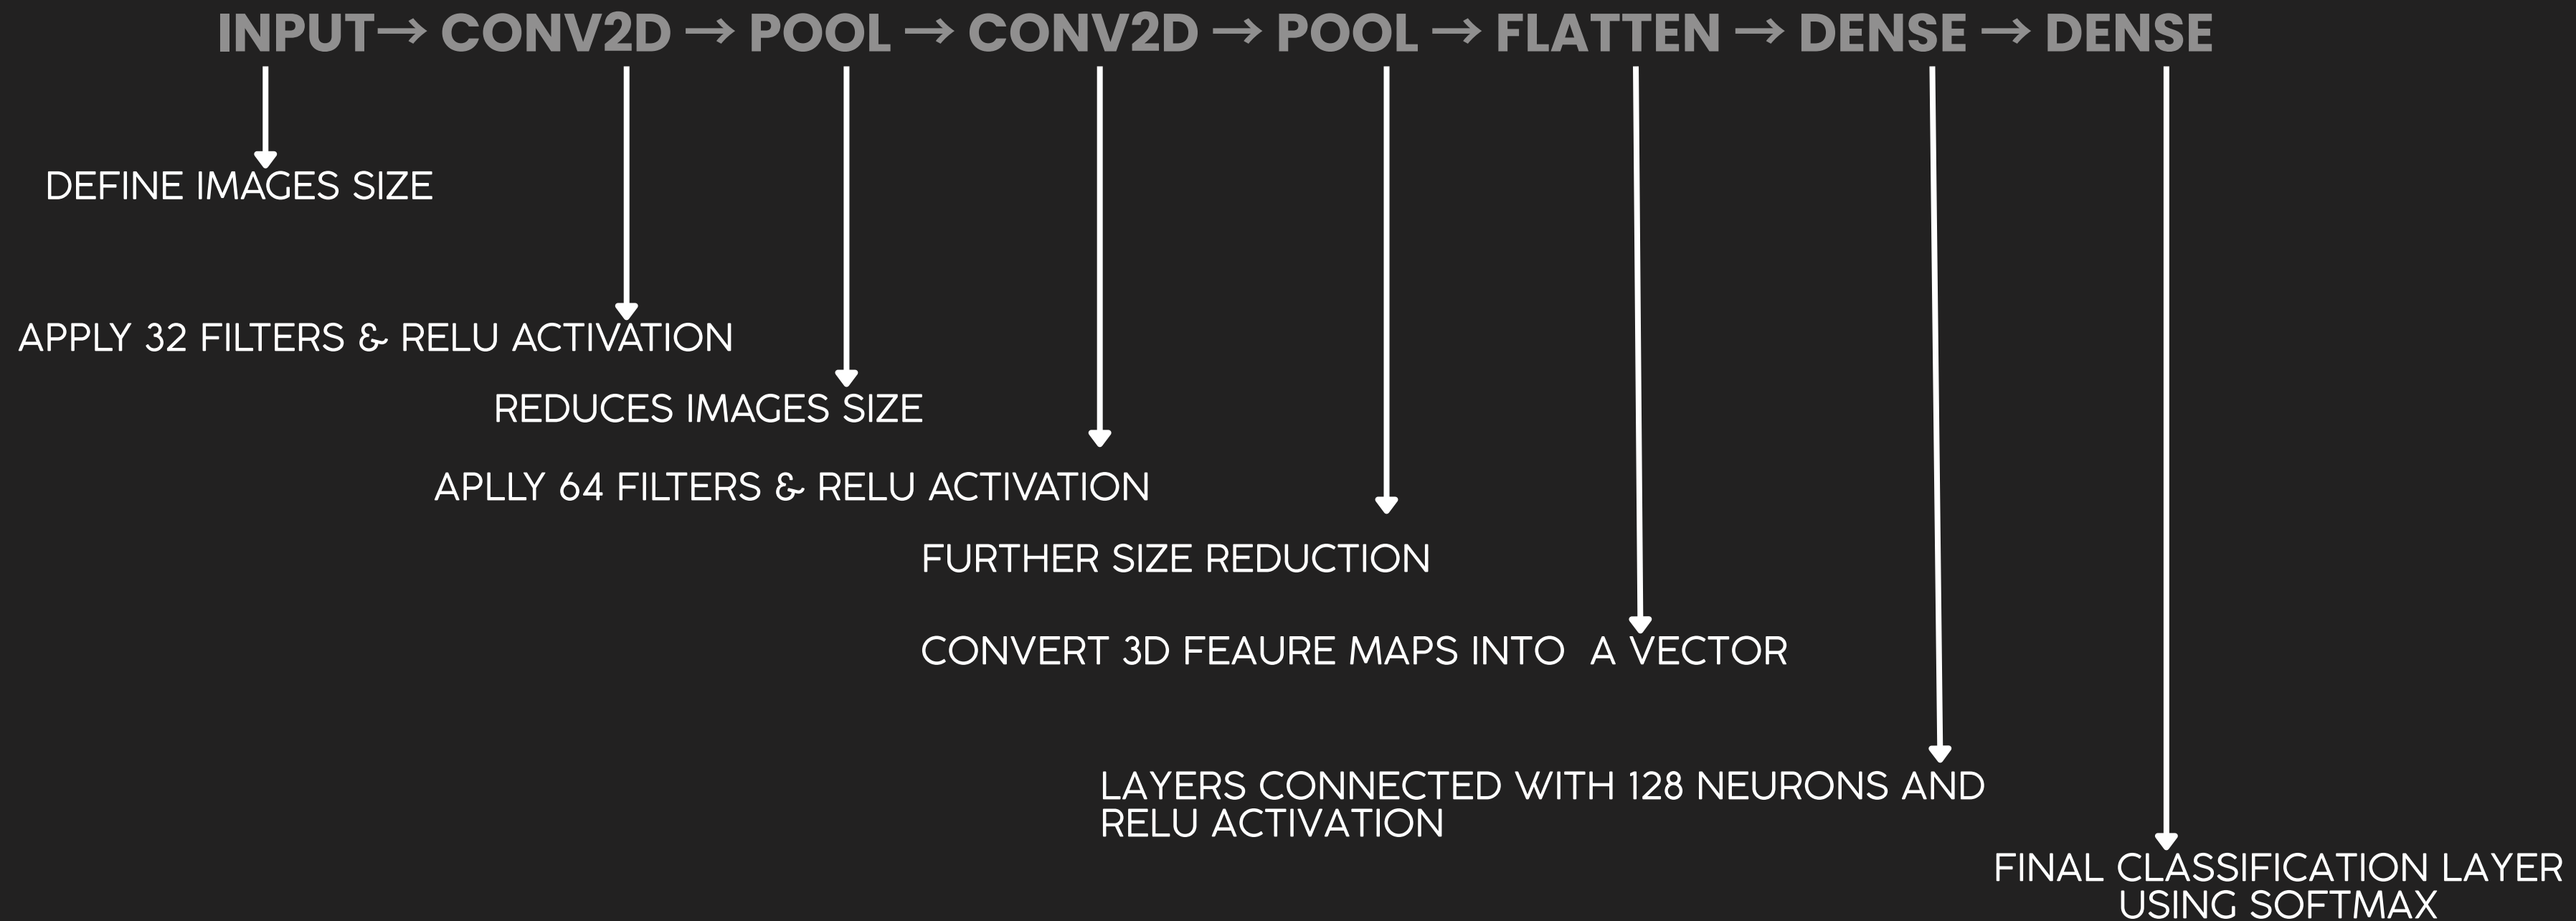 INPUT→ CONV2D → POOL → CONV2D → POOL → FLATTEN → DENSE → DENSE
DEFINE IMAGES SIZE
APPLY 32 FILTERS & RELU ACTIVATION
REDUCES IMAGES SIZE
APLLY 64 FILTERS & RELU ACTIVATION
FURTHER SIZE REDUCTION
CONVERT 3D FEAURE MAPS INTO A VECTOR
LAYERS CONNECTED WITH 128 NEURONS AND
RELU ACTIVATION
FINAL CLASSIFICATION LAYER
USING SOFTMAX